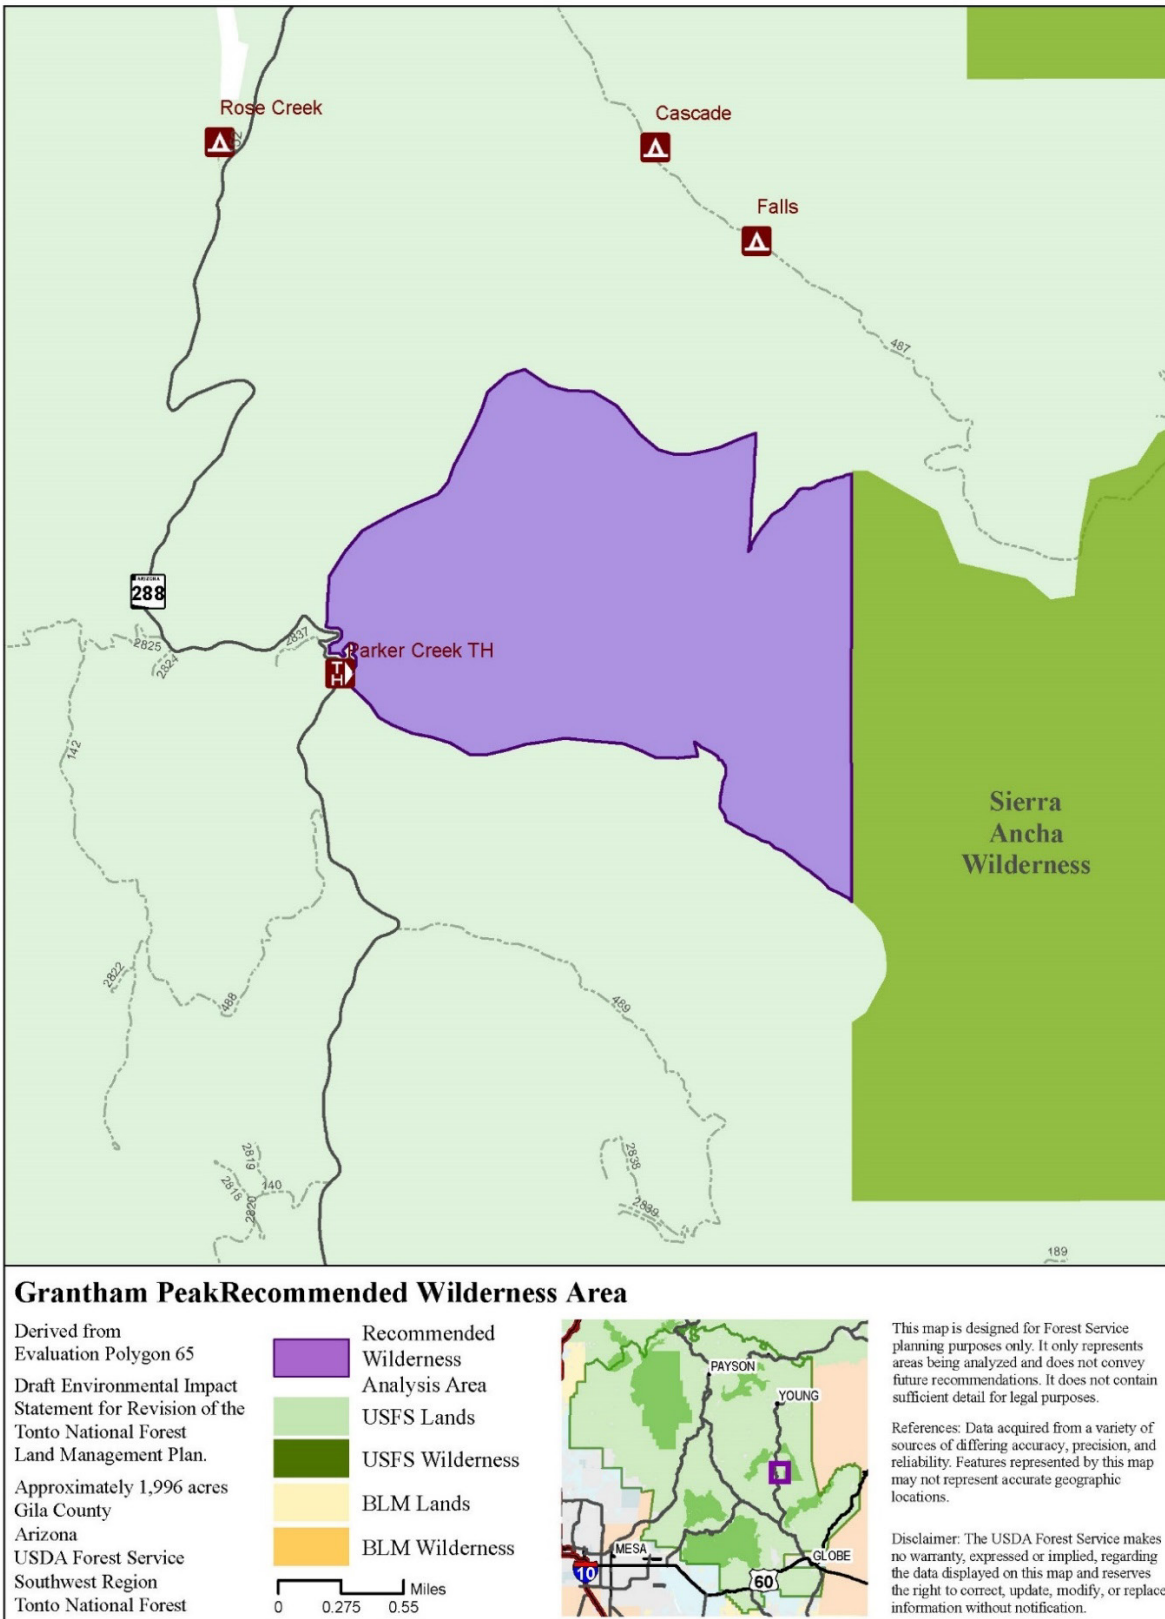 Rose Creek
52
Cascade
Falls
487
ARIZONA
288
2825
2824
2837
Parker Creek TH
T
H
142
Sierra
Ancha
Wilderness
2822
488
489
2819
2818
140
2820
2838
2839
189
Grantham PeakRecommended Wilderness Area
Derived from
Evaluation Polygon 65
Draft Environmental Impact
Statement for Revision of the
Tonto National Forest
Land Management Plan.
Approximately 1,996 acres
Gila County
Arizona
USDA Forest Service
Southwest Region
Tonto National Forest
Recommended
Wilderness
Analysis Area
USFS Lands
USFS Wilderness
BLM Lands
BLM Wilderness
Miles
0 0.275 0.55
PAYSON
YOUNG
MESA
GLOBE
10
60
This map is designed for Forest Service
planning purposes only. It only represents
areas being analyzed and does not convey
future recommendations. It does not contain
sufficient detail for legal purposes.
References: Data acquired from a variety of
sources of differing accuracy, precision, and
reliability. Features represented by this map
may not represent accurate geographic
locations.
Disclaimer: The USDA Forest Service makes
no warranty, expressed or implied, regarding
the data displayed on this map and reserves
the right to correct, update, modify, or replace
information without notification.